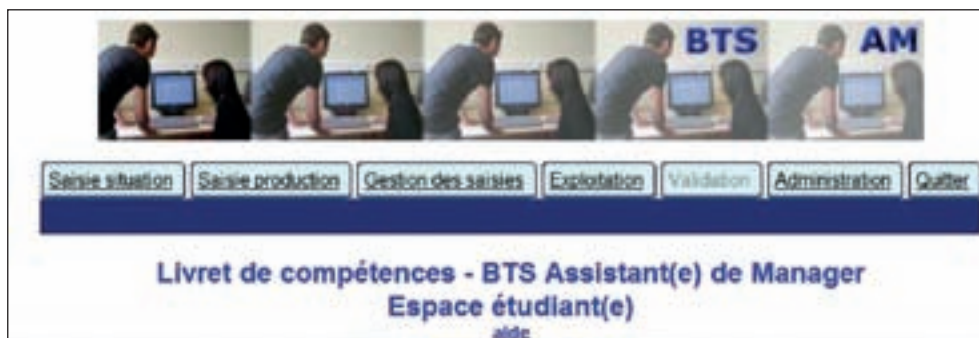 BTS AM
Saisie situation Saisie production Gestion des saisies Exploitation Validation Administration Quitter
Livret de compétences - BTS Assistant(e) de Manager
Espace étudiant(e)
aide